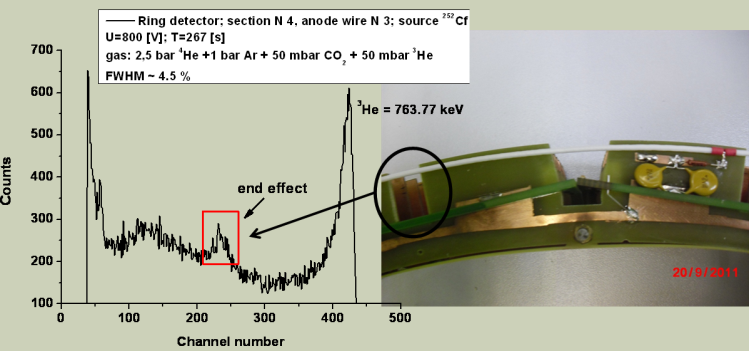 Ring detector; section N 4, anode wire N 3; source ²⁵²Cf
U=800 [V]; T=267 [s]
gas: 2,5 bar ⁴He +1 bar Ar + 50 mbar CO₂ + 50 mbar ³He
FWHM ~ 4.5 %
³He = 763.77 keV
end effect
Counts
700
600
500
400
300
200
100
0
100
200
300
400
500
Channel number
20/9/2011